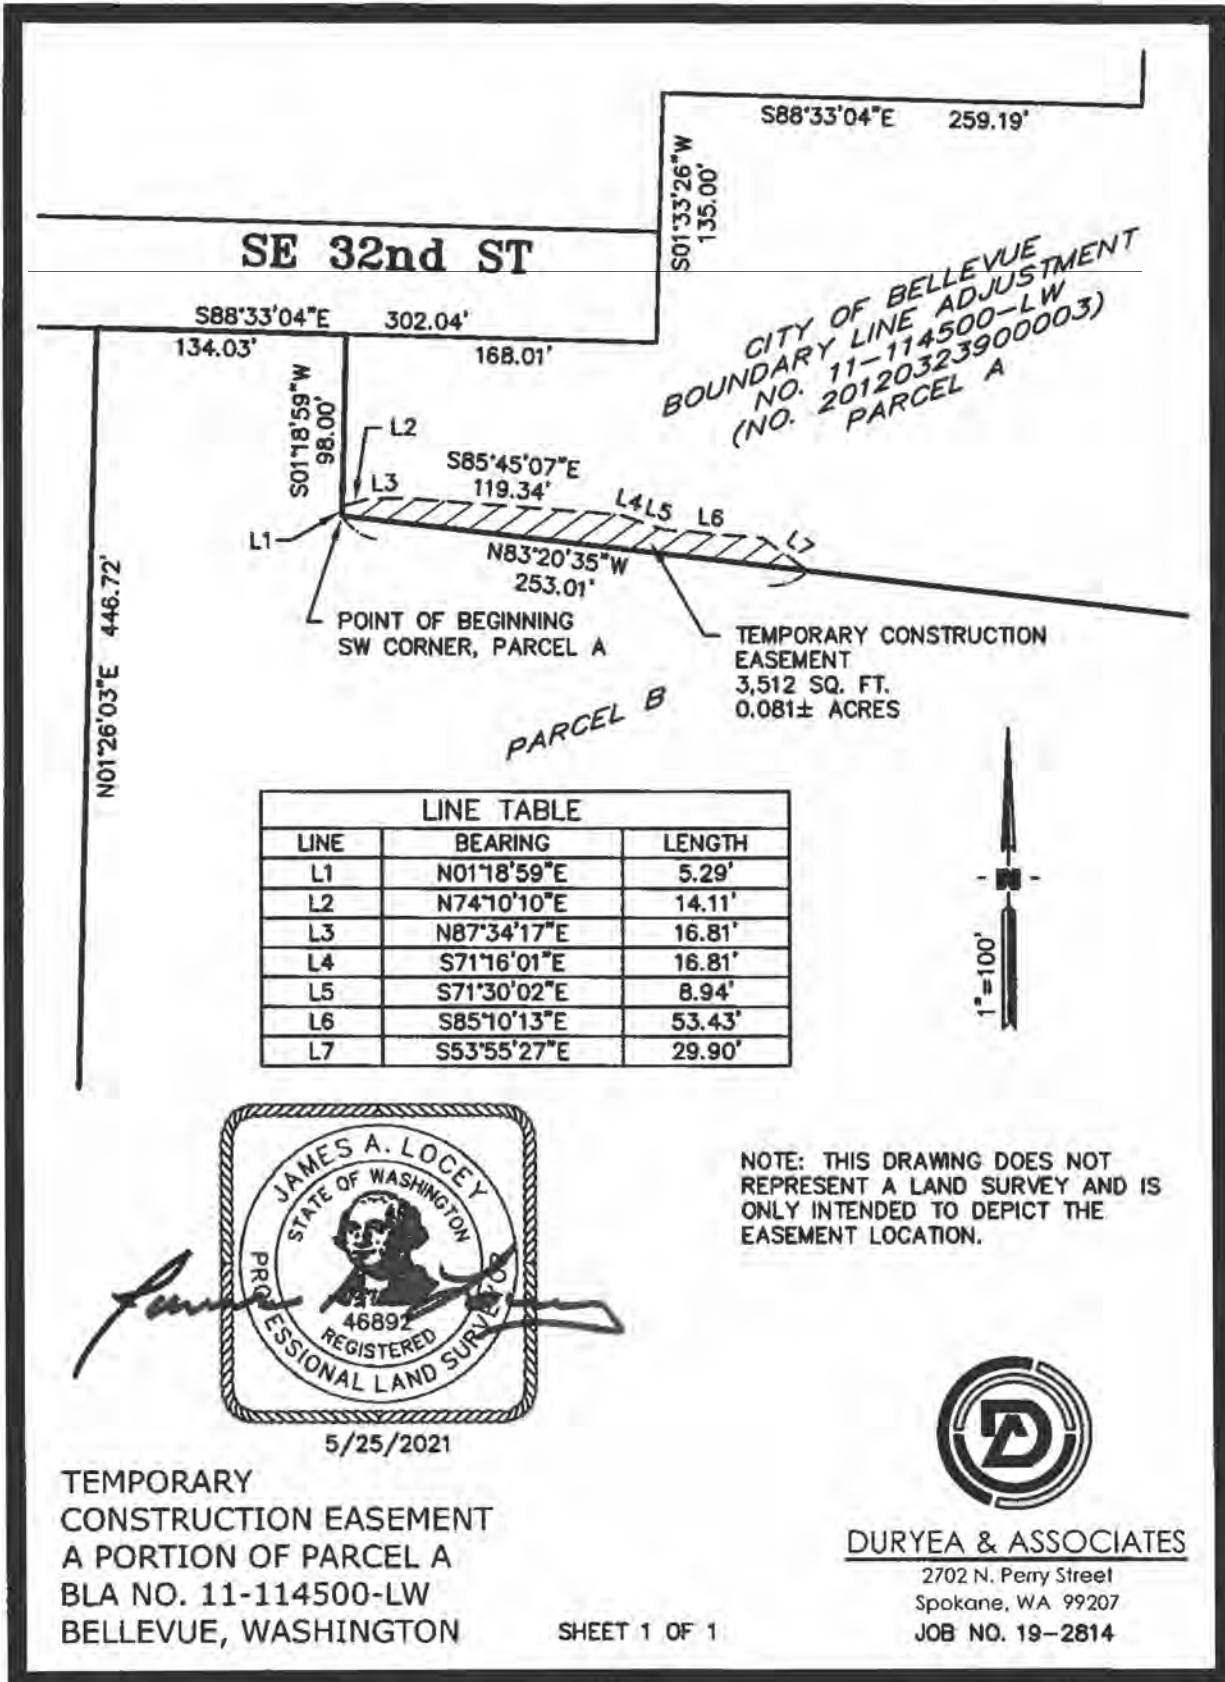 S88°33'04"E 259.19'
S01°33'26"W
135.00'
SE 32nd ST
S88°33'04"E 302.04'
134.03'
168.01'
CITY OF BELLEVUE
BOUNDARY LINE ADJUSTMENT
NO. 11-114500-LW
(NO. 20120323900003)
PARCEL A
S01°18'59"W
98.00'
L2
L3
S85°45'07"E
119.34'
L4
L5
L6
L7
L1
N83°20'35"W
253.01'
N01°26'03"E 446.72'
POINT OF BEGINNING
SW CORNER, PARCEL A
TEMPORARY CONSTRUCTION
EASEMENT
3,512 SQ. FT.
0.081± ACRES
PARCEL B
LINE TABLE
LINE BEARING LENGTH
L1 N01°18'59"E 5.29'
L2 N74°10'10"E 14.11'
L3 N87°34'17"E 16.81'
L4 S71°16'01"E 16.81'
L5 S71°30'02"E 8.94'
L6 S85°10'13"E 53.43'
L7 S53°55'27"E 29.90'
N
1"=100'
JAMES A. LOCEY
STATE OF WASHINGTON
46892
REGISTERED
PROFESSIONAL LAND SURVEYOR
5/25/2021
NOTE: THIS DRAWING DOES NOT
REPRESENT A LAND SURVEY AND IS
ONLY INTENDED TO DEPICT THE
EASEMENT LOCATION.
TEMPORARY
CONSTRUCTION EASEMENT
A PORTION OF PARCEL A
BLA NO. 11-114500-LW
BELLEVUE, WASHINGTON
SHEET 1 OF 1
DURYEA & ASSOCIATES
2702 N. Perry Street
Spokane, WA 99207
JOB NO. 19-2814